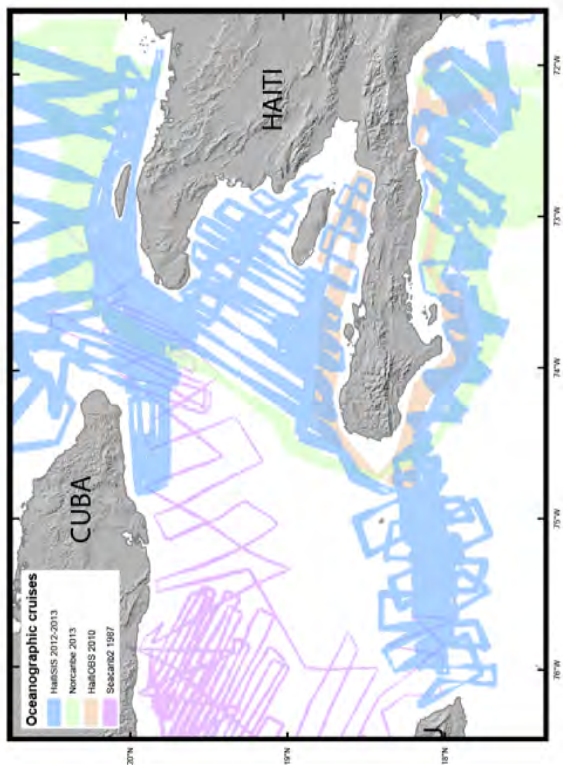 Oceanographic cruises
HaitiSIS 2012-2013
Norcaribe 2013
HaitiOBS 2010
Seacarib2 1987
CUBA
HAITI
J
20°N
19°N
18°N
76°W
75°W
74°W
73°W
72°W